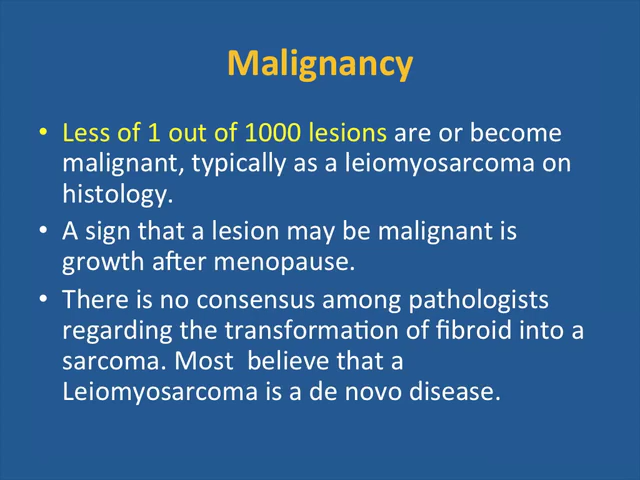 Malignancy
• Less of 1 out of 1000 lesions are or become
malignant, typically as a leiomyosarcoma on
histology.
• A sign that a lesion may be malignant is
growth after menopause.
• There is no consensus among pathologists
regarding the transformation of fibroid into a
sarcoma. Most  believe that a
Leiomyosarcoma is a de novo disease.